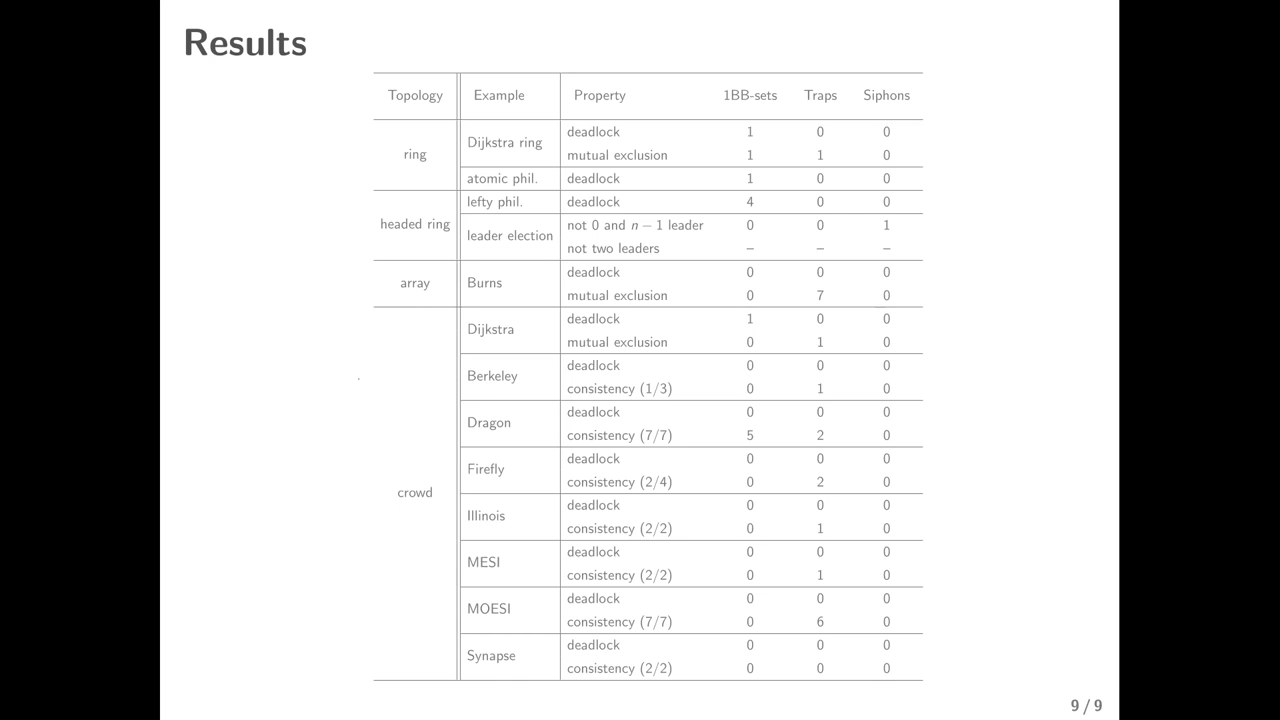 Results
Topology Example Property 1BB-sets Traps Siphons
ring Dijkstra ring deadlock 1 0 0
mutual exclusion 1 1 0
atomic phil. deadlock 1 0 0
headed ring lefty phil. deadlock 4 0 0
leader election not 0 and n − 1 leader 0 0 1
not two leaders – – –
array Burns deadlock 0 0 0
mutual exclusion 0 7 0
crowd Dijkstra deadlock 1 0 0
mutual exclusion 0 1 0
Berkeley deadlock 0 0 0
consistency (1/3) 0 1 0
Dragon deadlock 0 0 0
consistency (7/7) 5 2 0
Firefly deadlock 0 0 0
consistency (2/4) 0 2 0
Illinois deadlock 0 0 0
consistency (2/2) 0 1 0
MESI deadlock 0 0 0
consistency (2/2) 0 1 0
MOESI deadlock 0 0 0
consistency (7/7) 0 6 0
Synapse deadlock 0 0 0
consistency (2/2) 0 0 0
9 / 9